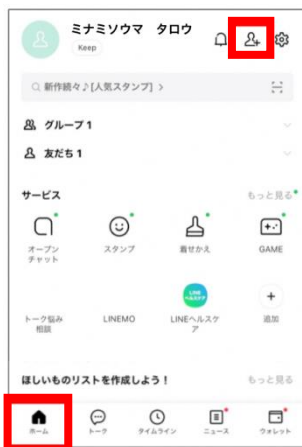 ミナミソウマ タロウ
Keep
新作続々♪[人気スタンプ] >
グループ 1
友だち 1
サービス
もっと見る
オープン
チャット
スタンプ
着せかえ
GAME
LINE
ヘルスケア
トーク悩み
相談
LINEMO
LINEヘルスケ
ア
追加
ほしいものリストを作成しよう!
もっと見る
ホーム
トーク
タイムライン
ニュース
ウォレット